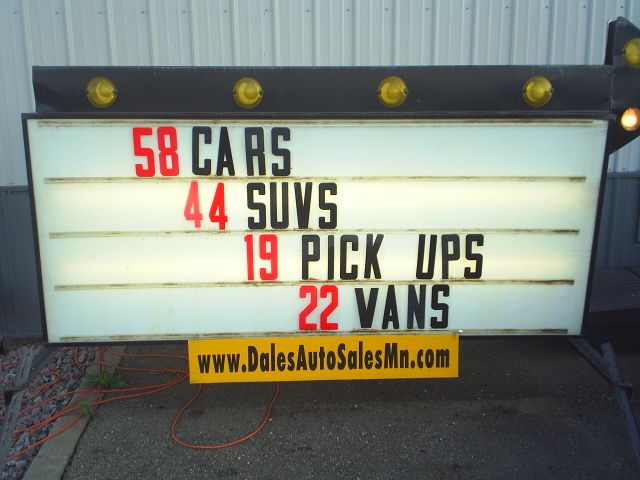 58 CARS
44 SUVS
19 PICK UPS
22 VANS
www.DalesAutoSalesMn.com